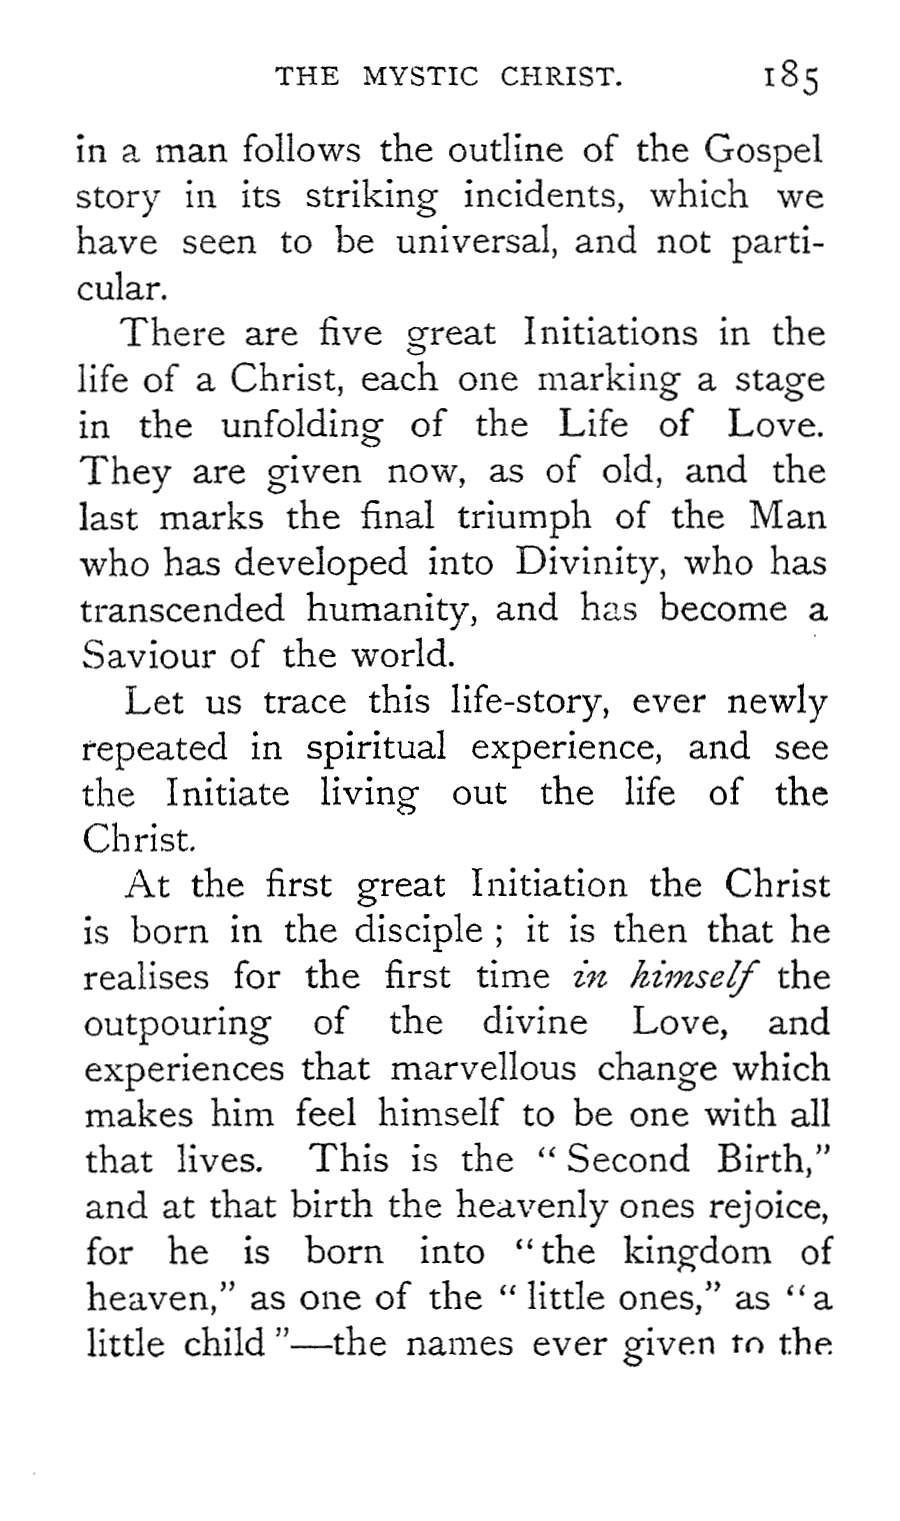 THE MYSTIC CHRIST. 185
in a man follows the outline of the Gospel
story in its striking incidents, which we
have seen to be universal, and not parti-
cular.
There are five great Initiations in the
life of a Christ, each one marking a stage
in the unfolding of the Life of Love.
They are given now, as of old, and the
last marks the final triumph of the Man
who has developed into Divinity, who has
transcended humanity, and has become a
Saviour of the world.
Let us trace this life-story, ever newly
repeated in spiritual experience, and see
the Initiate living out the life of the
Christ.
At the first great Initiation the Christ
is born in the disciple ; it is then that he
realises for the first time in himself the
outpouring of the divine Love, and
experiences that marvellous change which
makes him feel himself to be one with all
that lives. This is the “ Second Birth,”
and at that birth the heavenly ones rejoice,
for he is born into “the kingdom of
heaven,” as one of the “ little ones,” as “a
little child ”—the names ever given to the